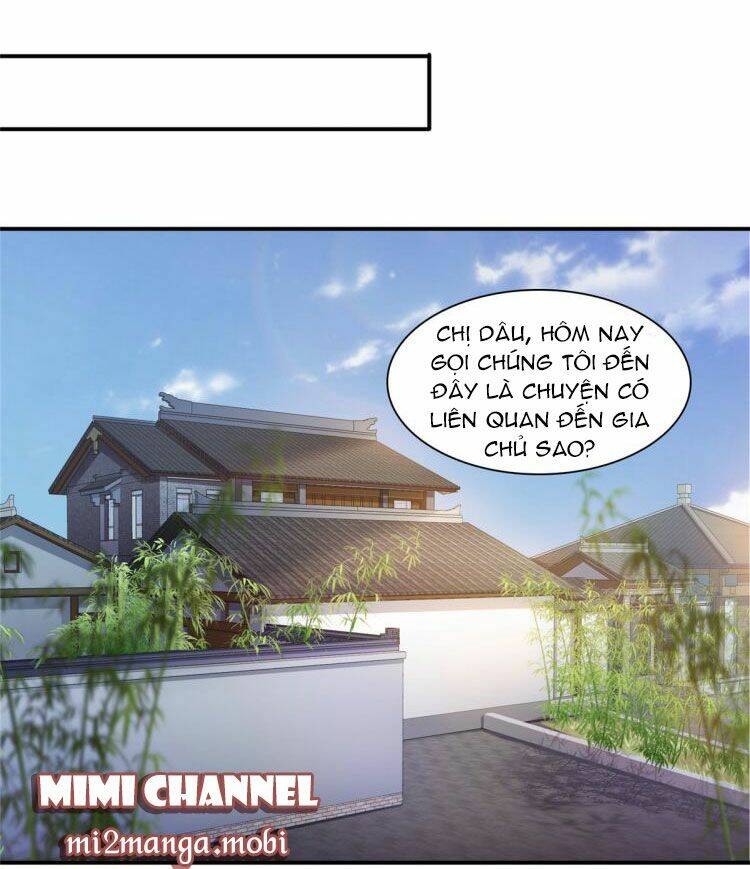 CHỊ DÂU, HÔM NAY
GỌI CHÚNG TÔI ĐẾN
ĐÂY LÀ CHUYỆN CÓ
LIÊN QUAN ĐẾN GIA
CHỦ SAO?
MIMI CHANNEL
mi2manga.mobi